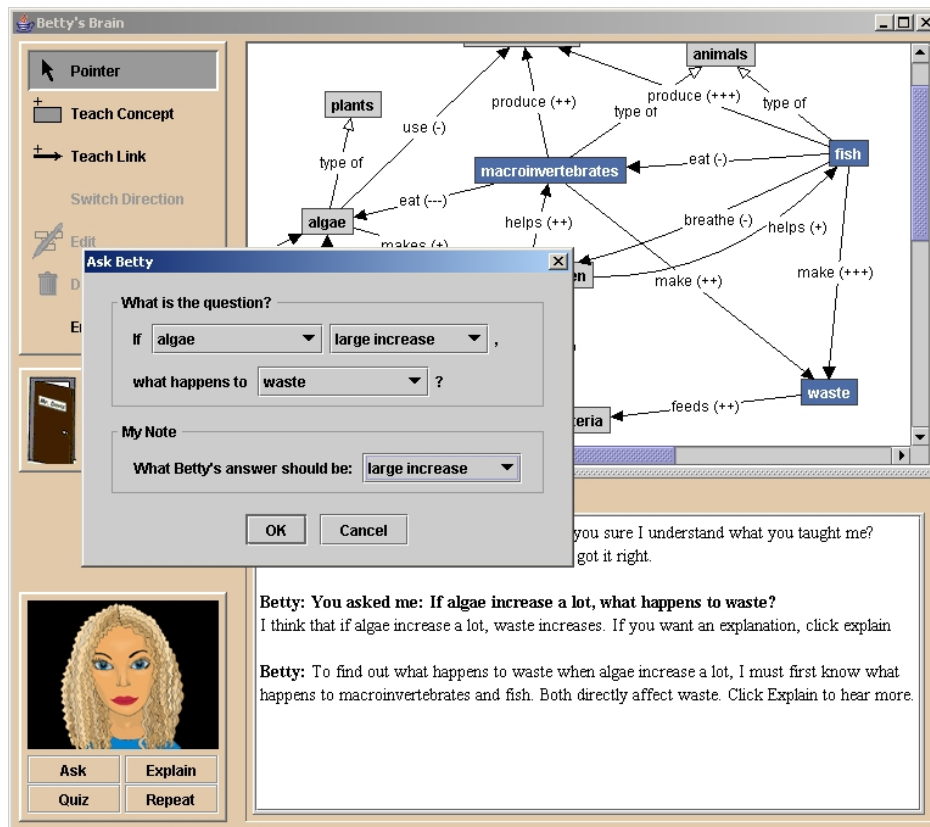 Betty's Brain
Pointer
Teach Concept
Teach Link
Switch Direction
Edit
animals
plants
produce (++)
produce (+++)
type of
type of
use (-)
type of
fish
macroinvertebrates
eat (-)
eat (---)
algae
helps (++)
breathe (-)
helps (+)
makes (+)
make (++)
make (+++)
waste
feeds (++)
Ask Betty
What is the question?
If algae large increase ,
what happens to waste ?
My Note
What Betty's answer should be: large increase
OK Cancel
you sure I understand what you taught me?
got it right.
Betty: You asked me: If algae increase a lot, what happens to waste?
I think that if algae increase a lot, waste increases. If you want an explanation, click explain
Betty: To find out what happens to waste when algae increase a lot, I must first know what
happens to macroinvertebrates and fish. Both directly affect waste. Click Explain to hear more.
Ask Explain
Quiz Repeat